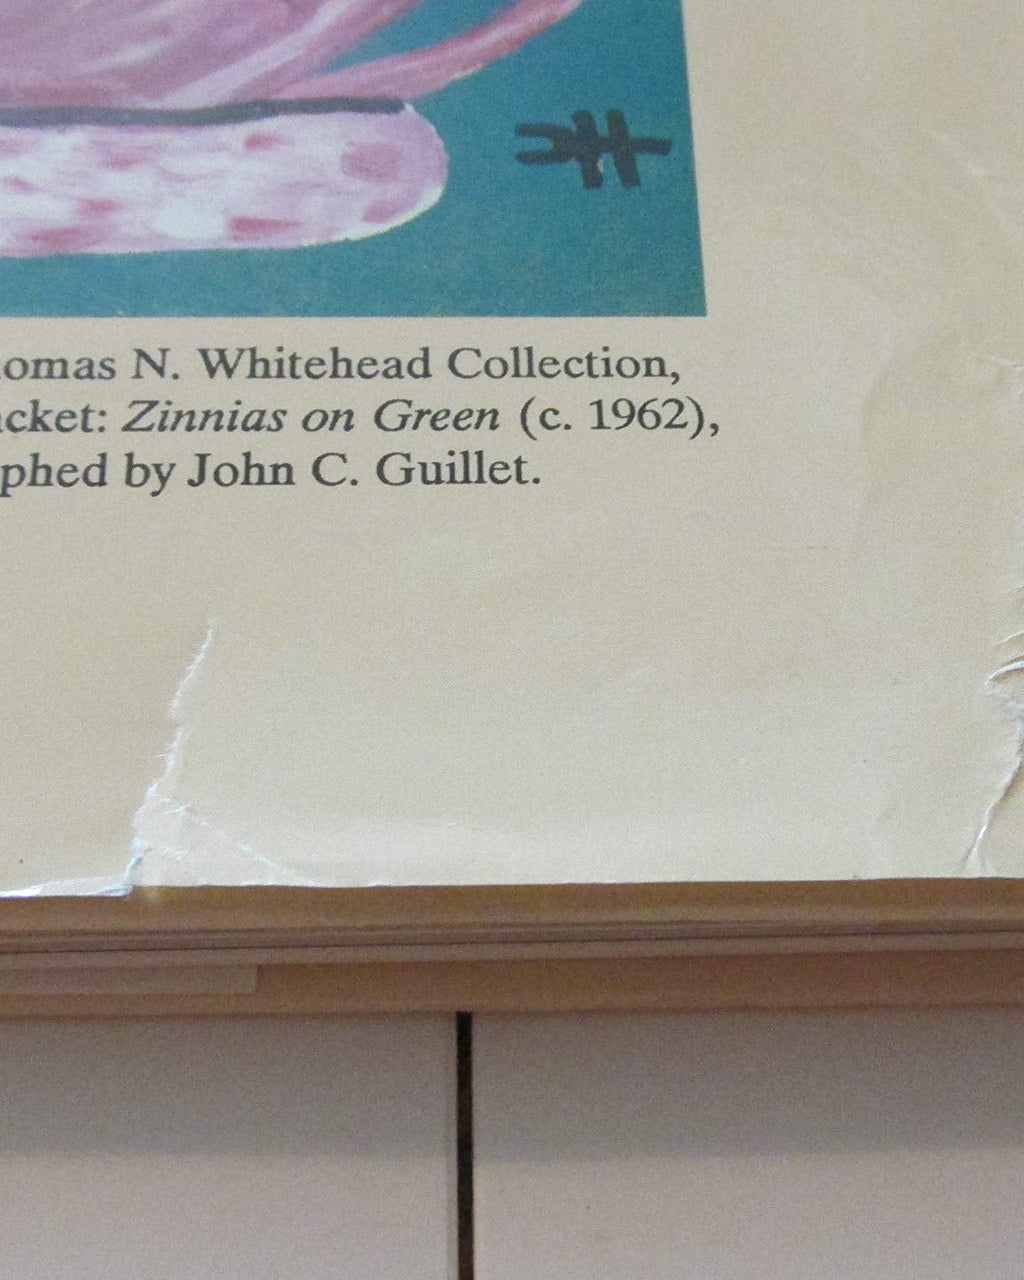 omas N. Whitehead Collection,
cket: Zinnias on Green (c. 1962),
phed by John C. Guillet.